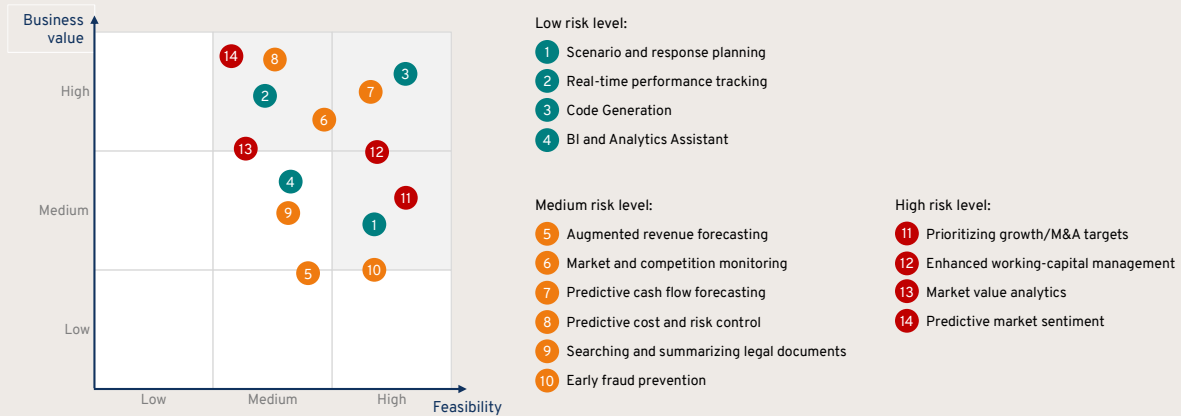 Business
value
High
Medium
Low
14
8
3
7
2
6
13
12
4
11
9
1
10
5
Low
Medium
High
Feasibility
Low risk level:
1 Scenario and response planning
2 Real-time performance tracking
3 Code Generation
4 BI and Analytics Assistant
Medium risk level:
5 Augmented revenue forecasting
6 Market and competition monitoring
7 Predictive cash flow forecasting
8 Predictive cost and risk control
9 Searching and summarizing legal documents
10 Early fraud prevention
High risk level:
11 Prioritizing growth/M&A targets
12 Enhanced working-capital management
13 Market value analytics
14 Predictive market sentiment